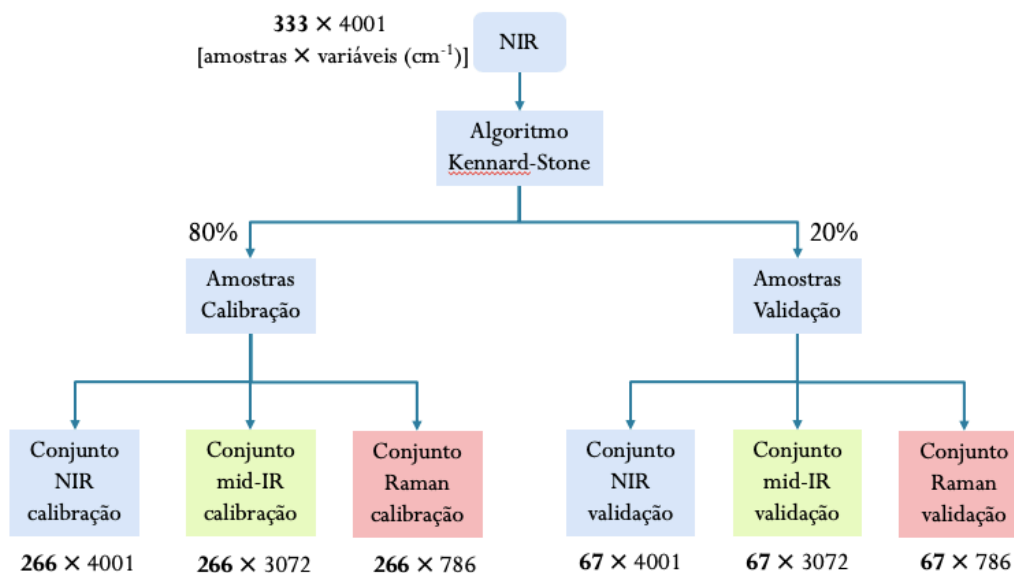 333 × 4001
[amostras × variáveis (cm⁻¹)]
NIR
Algoritmo
Kennard-Stone
80%
20%
Amostras
Calibração
Amostras
Validação
Conjunto
NIR
calibração
Conjunto
mid-IR
calibração
Conjunto
Raman
calibração
Conjunto
NIR
validação
Conjunto
mid-IR
validação
Conjunto
Raman
validação
266 × 4001
266 × 3072
266 × 786
67 × 4001
67 × 3072
67 × 786